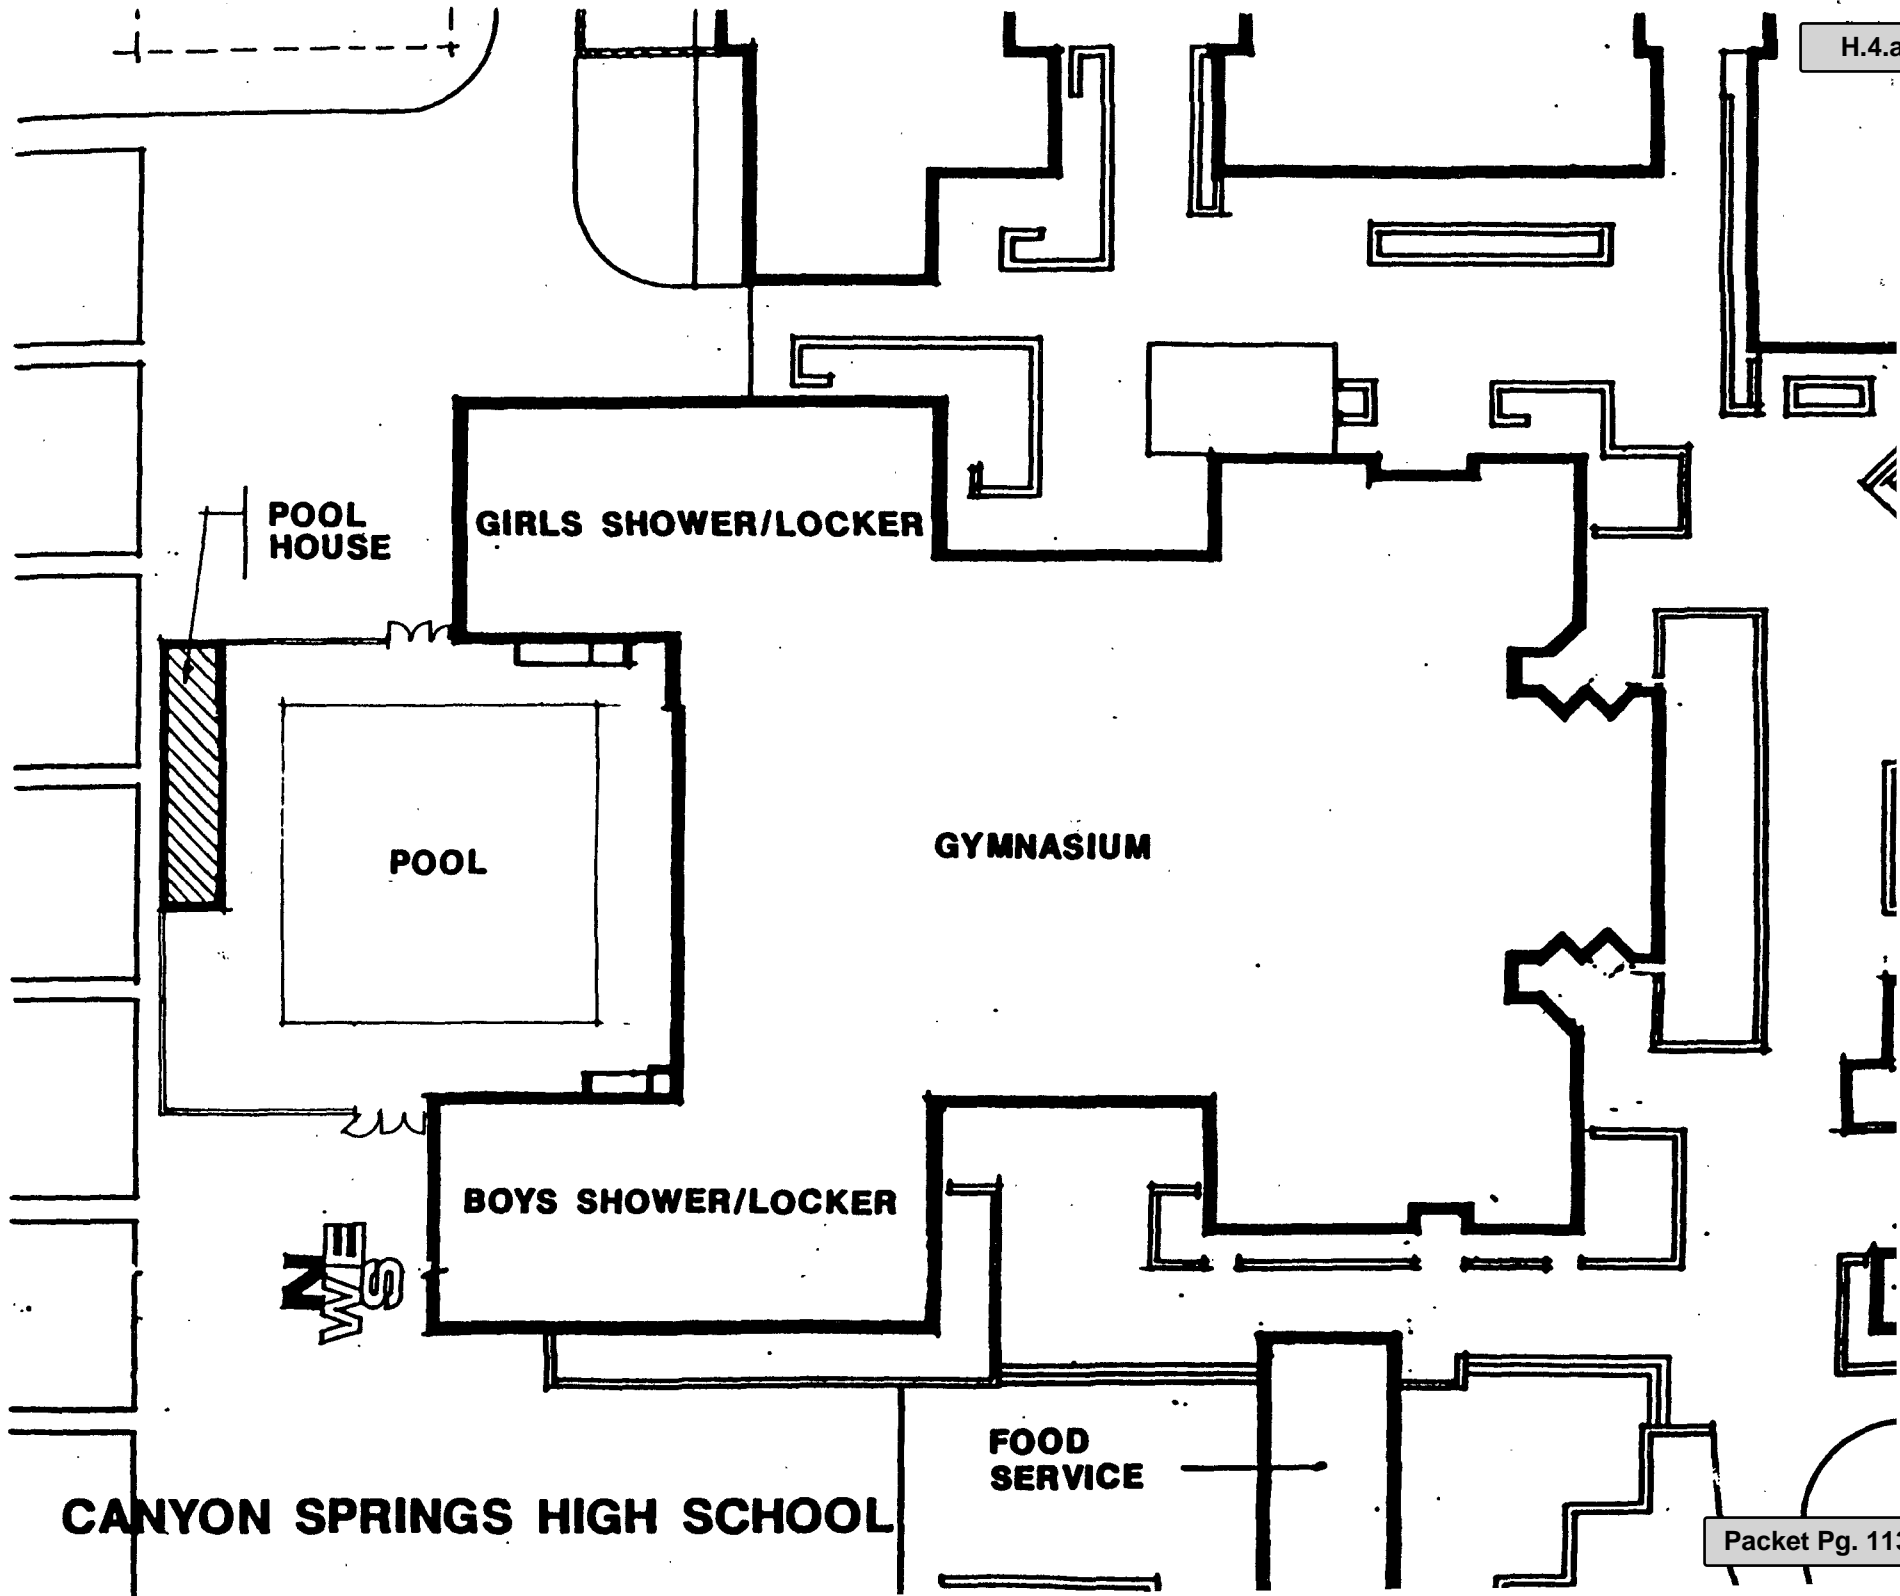 H.4.a
POOL
HOUSE
GIRLS SHOWER/LOCKER
POOL
GYMNASIUM
BOYS SHOWER/LOCKER
N
E
W
S
FOOD
SERVICE
CANYON SPRINGS HIGH SCHOOL
Packet Pg. 113